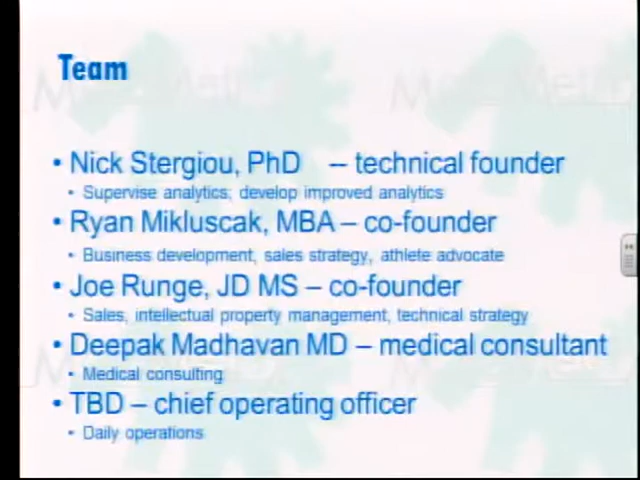 Team
• Nick Stergiou, PhD – technical founder
• Supervise analytics; develop improved analytics
• Ryan Mikluscak, MBA – co-founder
• Business development, sales strategy, athlete advocate
• Joe Runge, JD MS – co-founder
• Sales, intellectual property management, technical strategy
• Deepak Madhavan MD – medical consultant
• Medical consulting
• TBD – chief operating officer
• Daily operations